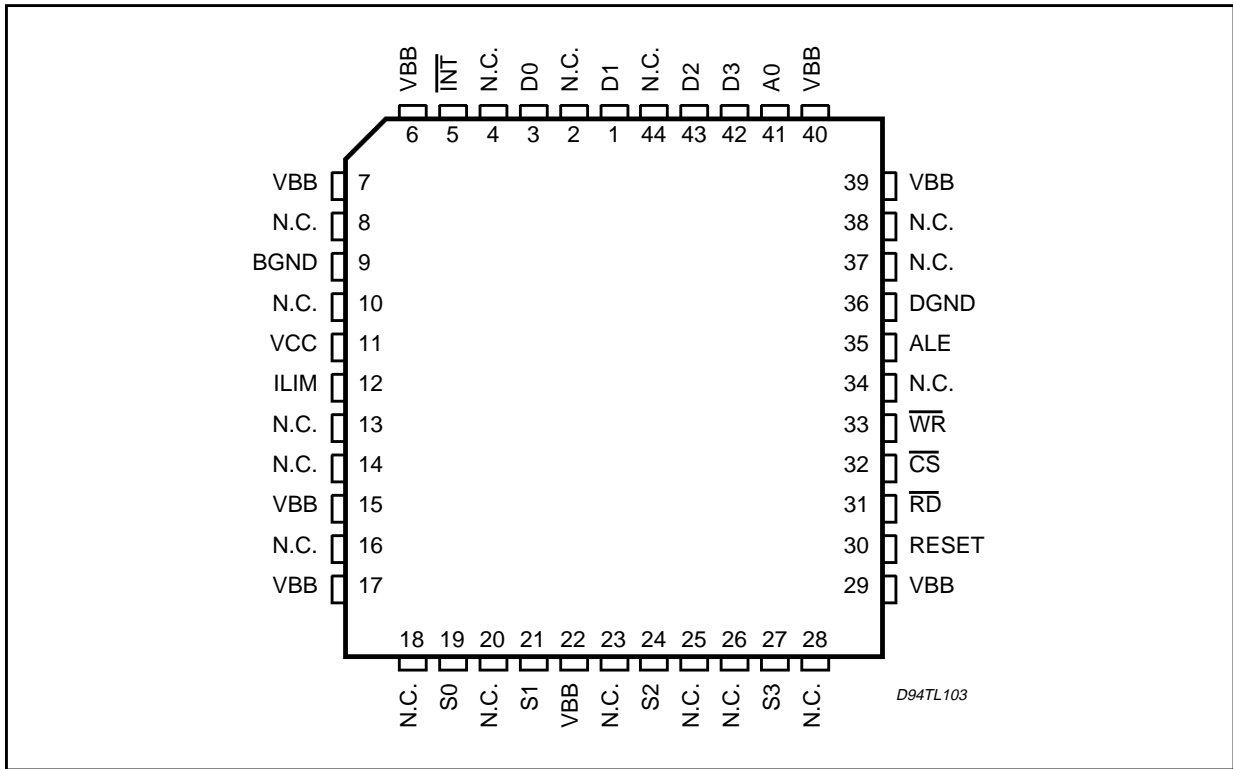 VBB INT N.C. D0 N.C. D1 N.C. D2 D3 A0 VBB
6 5 4 3 2 1 44 43 42 41 40
VBB 7 39 VBB
N.C. 8 38 N.C.
BGND 9 37 N.C.
N.C. 10 36 DGND
VCC 11 35 ALE
ILIM 12 34 N.C.
N.C. 13 33 WR
N.C. 14 32 CS
VBB 15 31 RD
N.C. 16 30 RESET
VBB 17 29 VBB
18 19 20 21 22 23 24 25 26 27 28
N.C. S0 N.C. S1 VBB N.C. S2 N.C. N.C. S3 N.C.
D94TL103